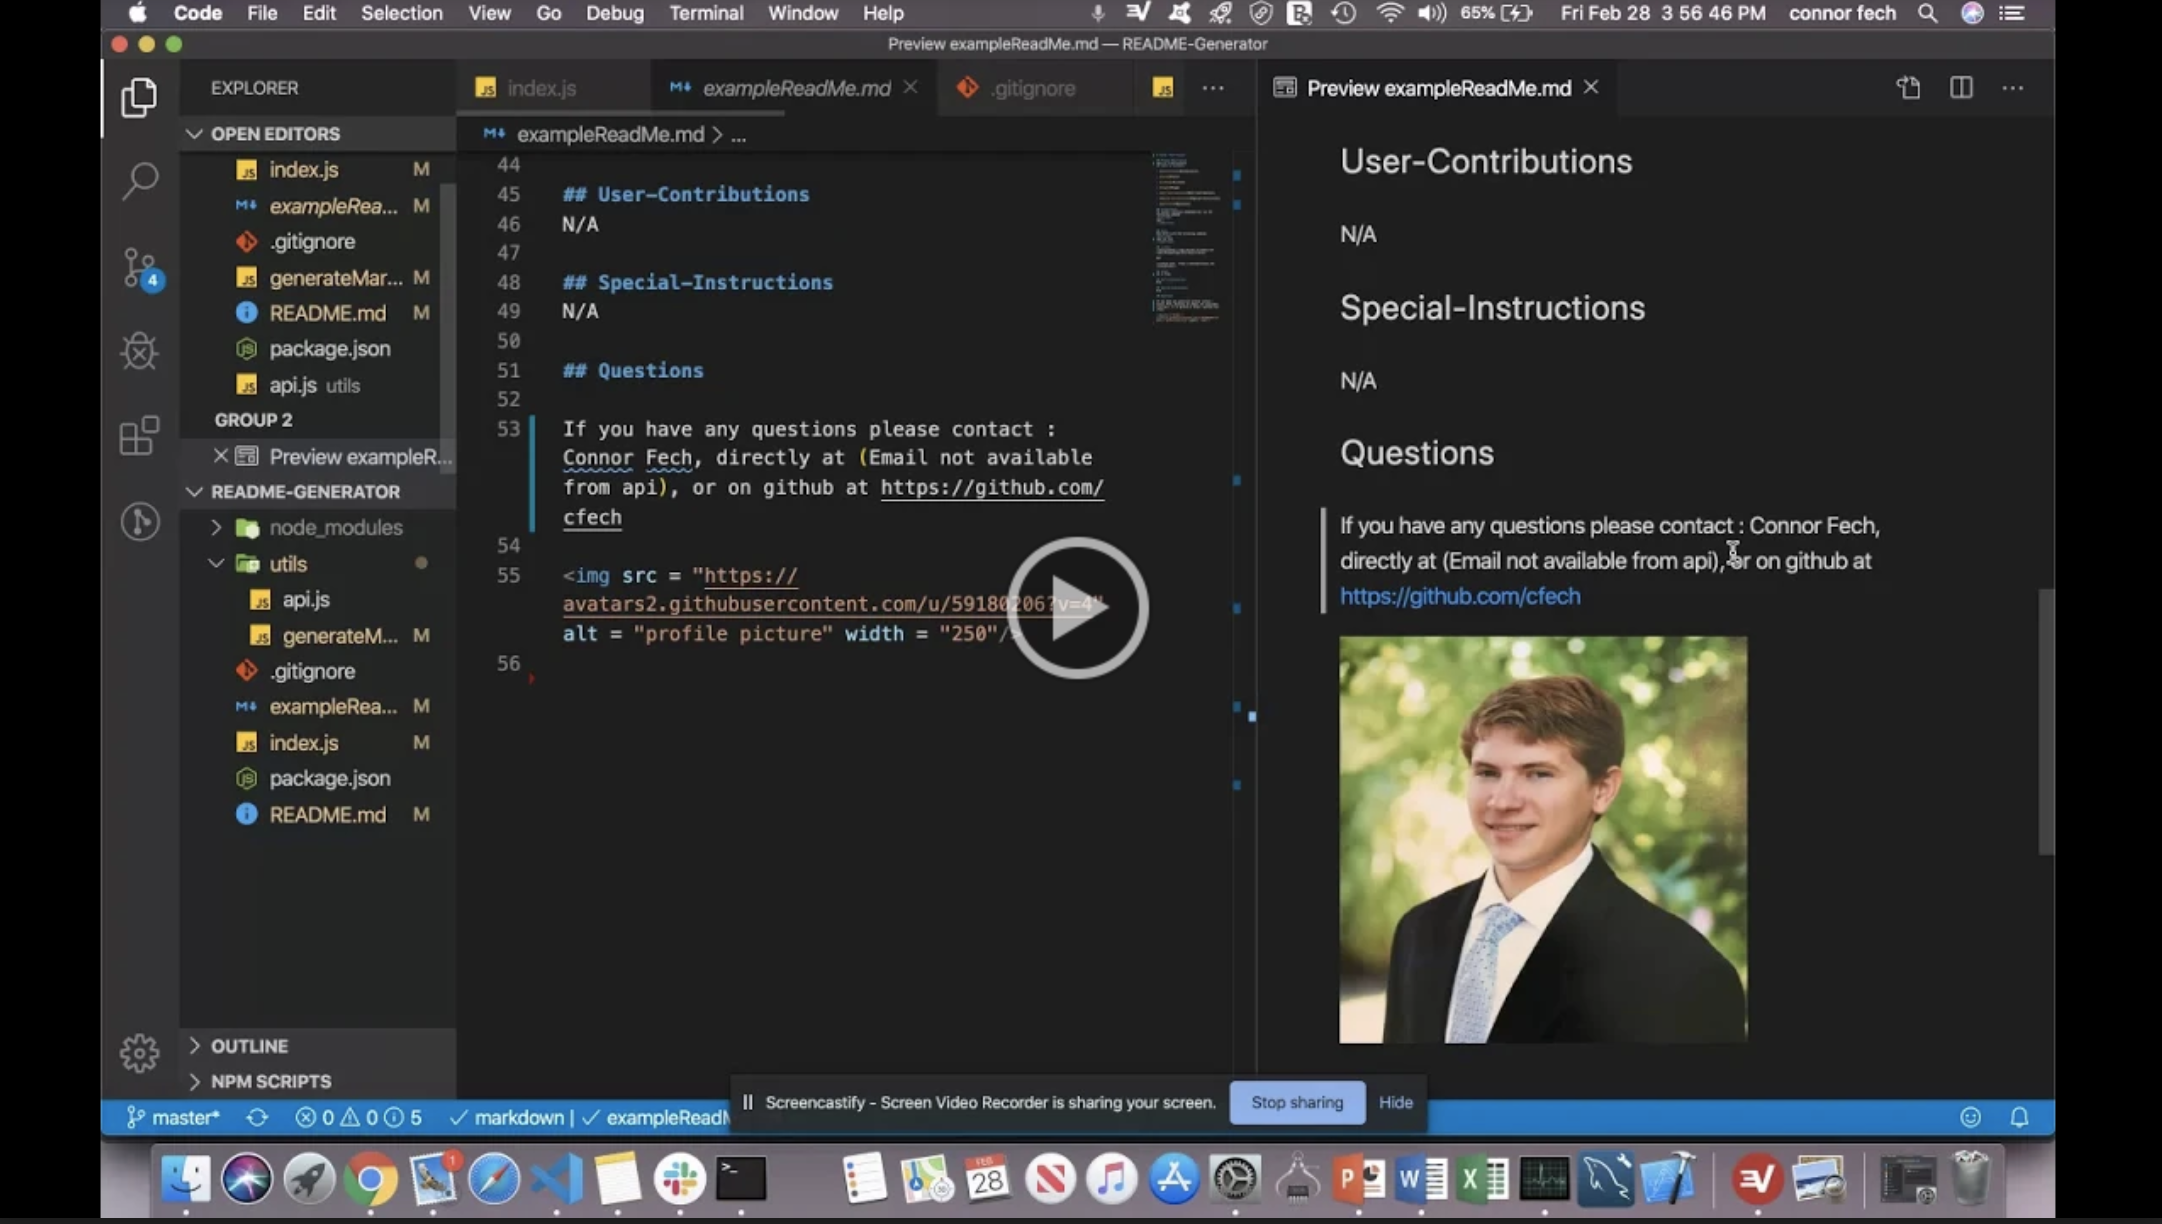 Code File Edit Selection View Go Debug Terminal Window Help 65% Fri Feb 28 3 56 46 PM connor fech
Preview exampleReadMe.md — README-Generator
EXPLORER
OPEN EDITORS
index.js M
exampleRea... M
.gitignore
generateMar... M
README.md M
package.json
api.js utils
GROUP 2
Preview exampleR...
README-GENERATOR
node_modules
utils
api.js
generateM... M
.gitignore
exampleRea... M
index.js M
package.json
README.md M
OUTLINE
NPM SCRIPTS
4
index.js exampleReadMe.md .gitignore ...
exampleReadMe.md > ...
44
45 ## User-Contributions
46 N/A
47
48 ## Special-Instructions
49 N/A
50
51 ## Questions
52
53 If you have any questions please contact :
Connor Fech, directly at (Email not available
from api), or on github at https://github.com/
cfech
54
55 <img src = "https://
avatars2.githubusercontent.com/u/59180206?v=4"
alt = "profile picture" width = "250"/>
56
Preview exampleReadMe.md
User-Contributions
N/A
Special-Instructions
N/A
Questions
If you have any questions please contact : Connor Fech,
directly at (Email not available from api), or on github at
https://github.com/cfech
Screencastify - Screen Video Recorder is sharing your screen. Stop sharing Hide
master* 0 0 5 markdown | exampleReadM
1
FEB
28